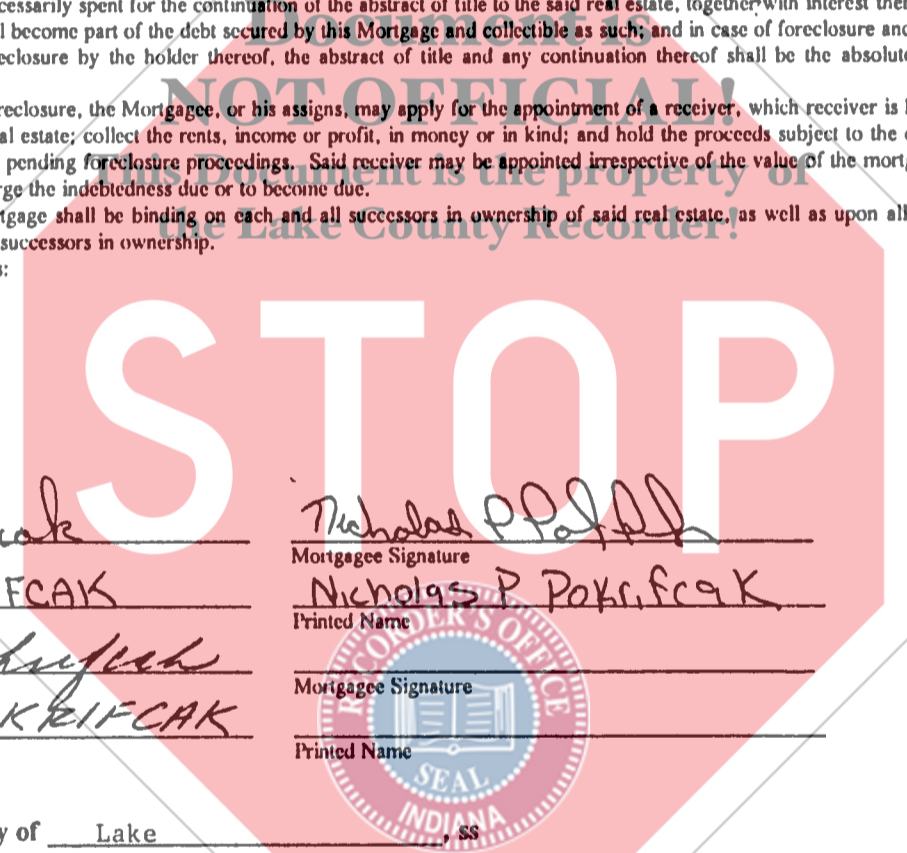 cessarily spent for the continuation of the abstract of title to the said real estate, together with interest ther
l become part of the debt secured by this Mortgage and collectible as such; and in case of foreclosure and
eclosure by the holder thereof, the abstract of title and any continuation thereof shall be the absolute
Document is
NOT OFFICIAL!
reclosure, the Mortgagee, or his assigns, may apply for the appointment of a receiver, which receiver is
al estate; collect the rents, income or profit, in money or in kind; and hold the proceeds subject to the
pending foreclosure proceedings. Said receiver may be appointed irrespective of the value of the mortg
This Document is the property of
rge the indebtedness due or to become due.
tgage shall be binding on each and all successors in ownership of said real estate, as well as upon all
the Lake County Recorder!
successors in ownership.
s:
STOP
cak Nicholas P Pokrifcak
Mortgagee Signature
FCAK Nicholas P Pokrifcak
Printed Name
krifcak
Mortgagee Signature
KRIFCAK
Printed Name
RECORDER'S OFFICE
SEAL
INDIANA
y of Lake , ss